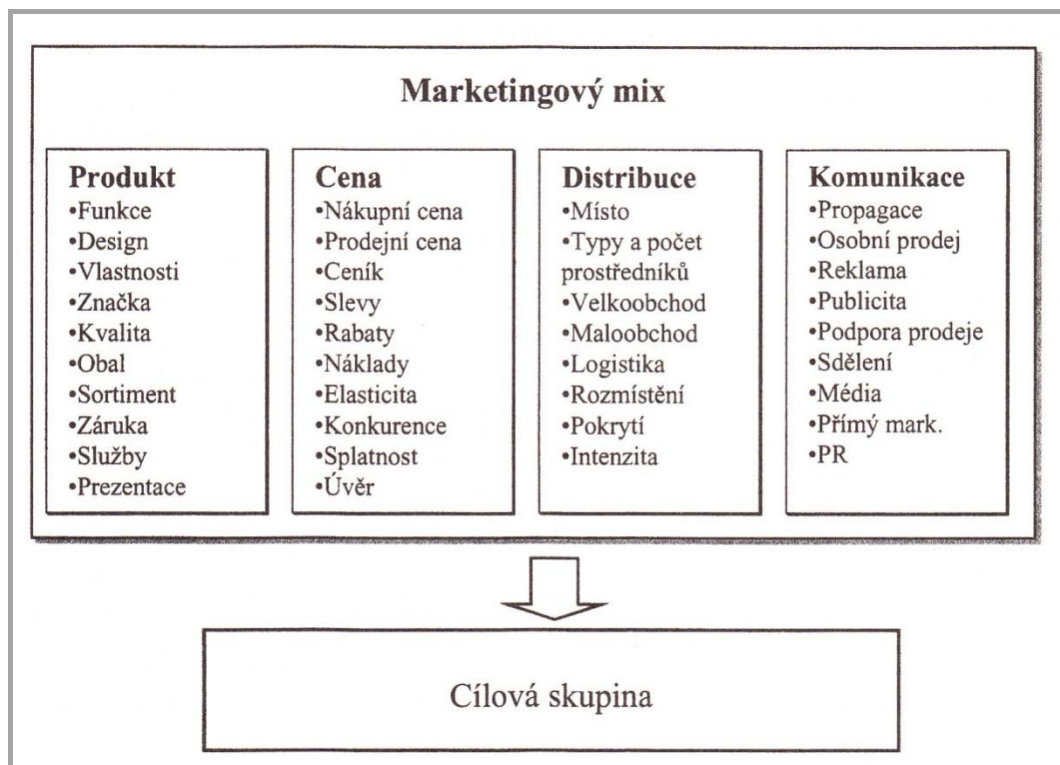 Marketingový mix
Produkt
•Funkce
•Design
•Vlastnosti
•Značka
•Kvalita
•Obal
•Sortiment
•Záruka
•Služby
•Prezentace
Cena
•Nákupní cena
•Prodejní cena
•Ceník
•Slevy
•Rabaty
•Náklady
•Elasticita
•Konkurence
•Splatnost
•Úvěr
Distribuce
•Místo
•Typy a počet
prostředníků
•Velkoobchod
•Maloobchod
•Logistika
•Rozmístění
•Pokrytí
•Intenzita
Komunikace
•Propagace
•Osobní prodej
•Reklama
•Publicita
•Podpora prodeje
•Sdělení
•Média
•Přímý mark.
•PR
Cílová skupina